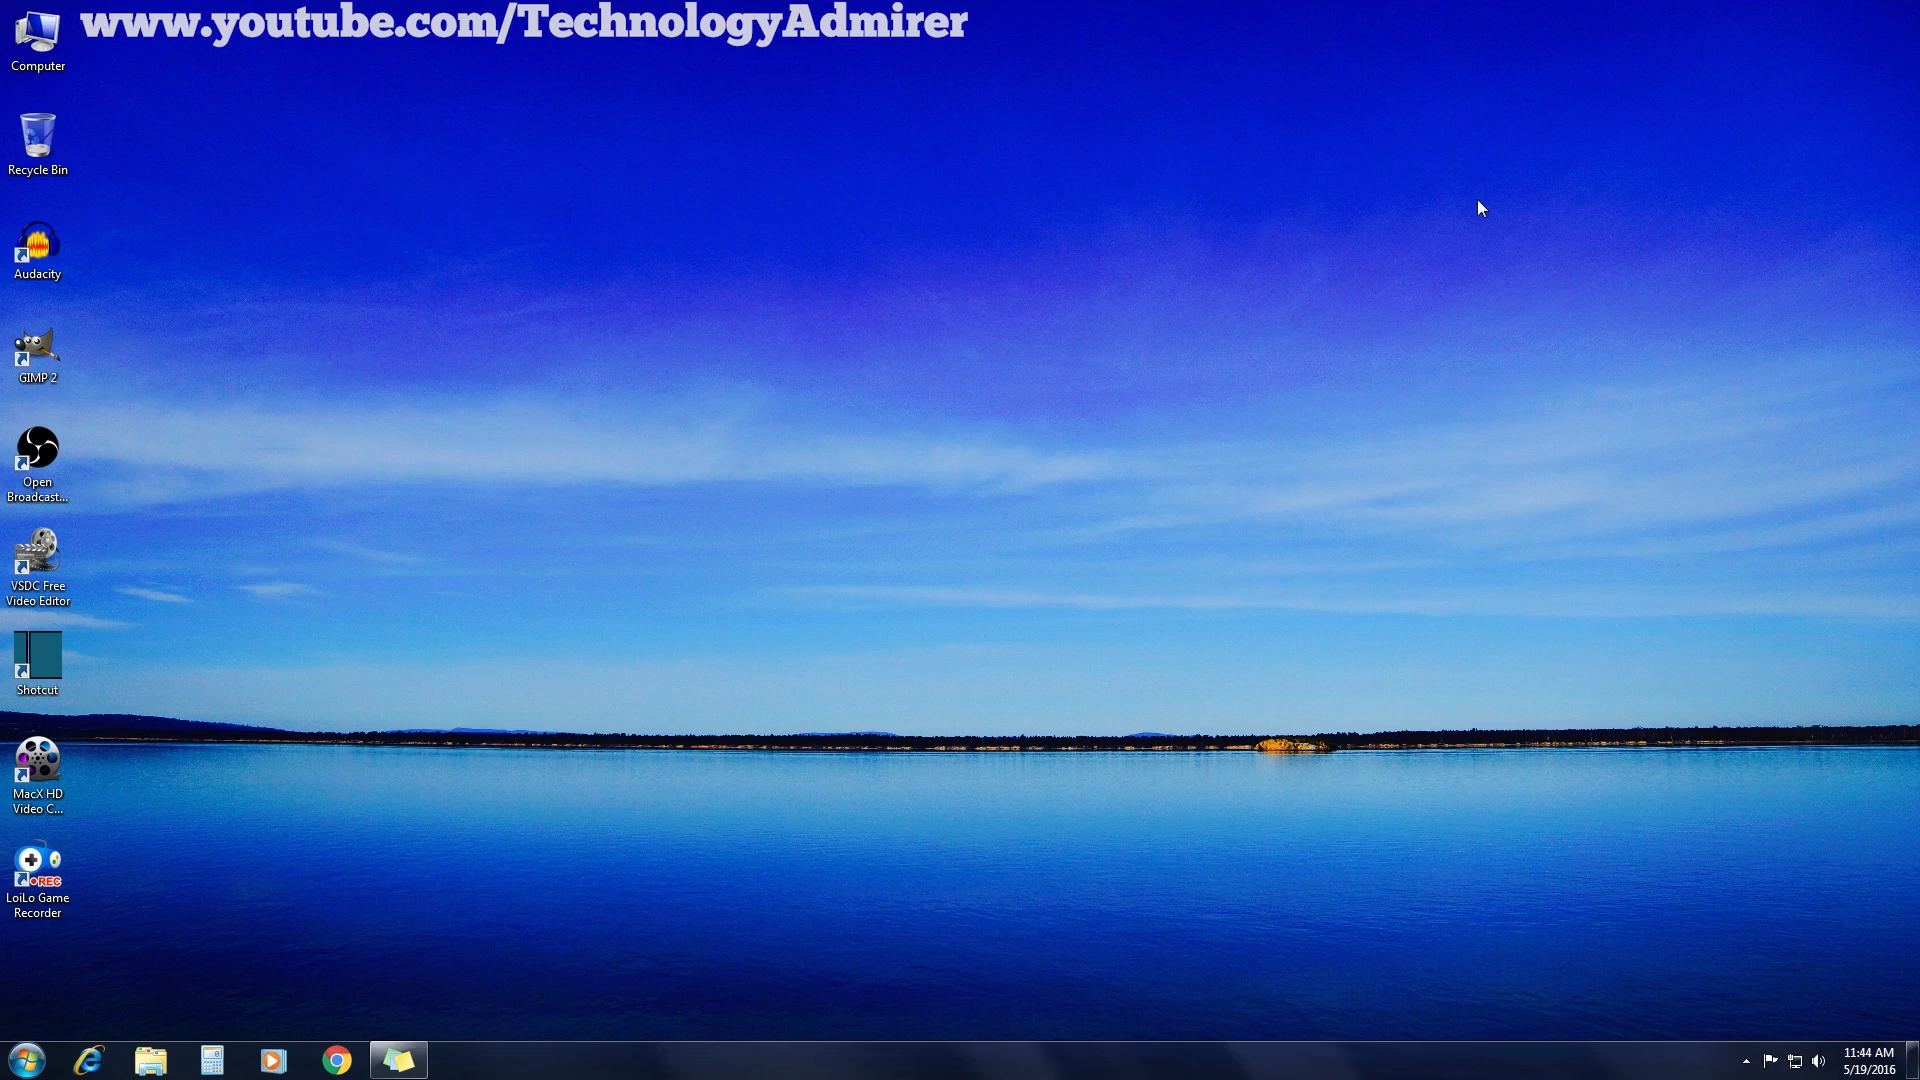 www.youtube.com/TechnologyAdmirer
Computer
Recycle Bin
Audacity
GIMP 2
Open
Broadcast...
VSDC Free
Video Editor
Shotcut
MacX HD
Video C...
REC
LoiLo Game
Recorder
11:44 AM
5/19/2016